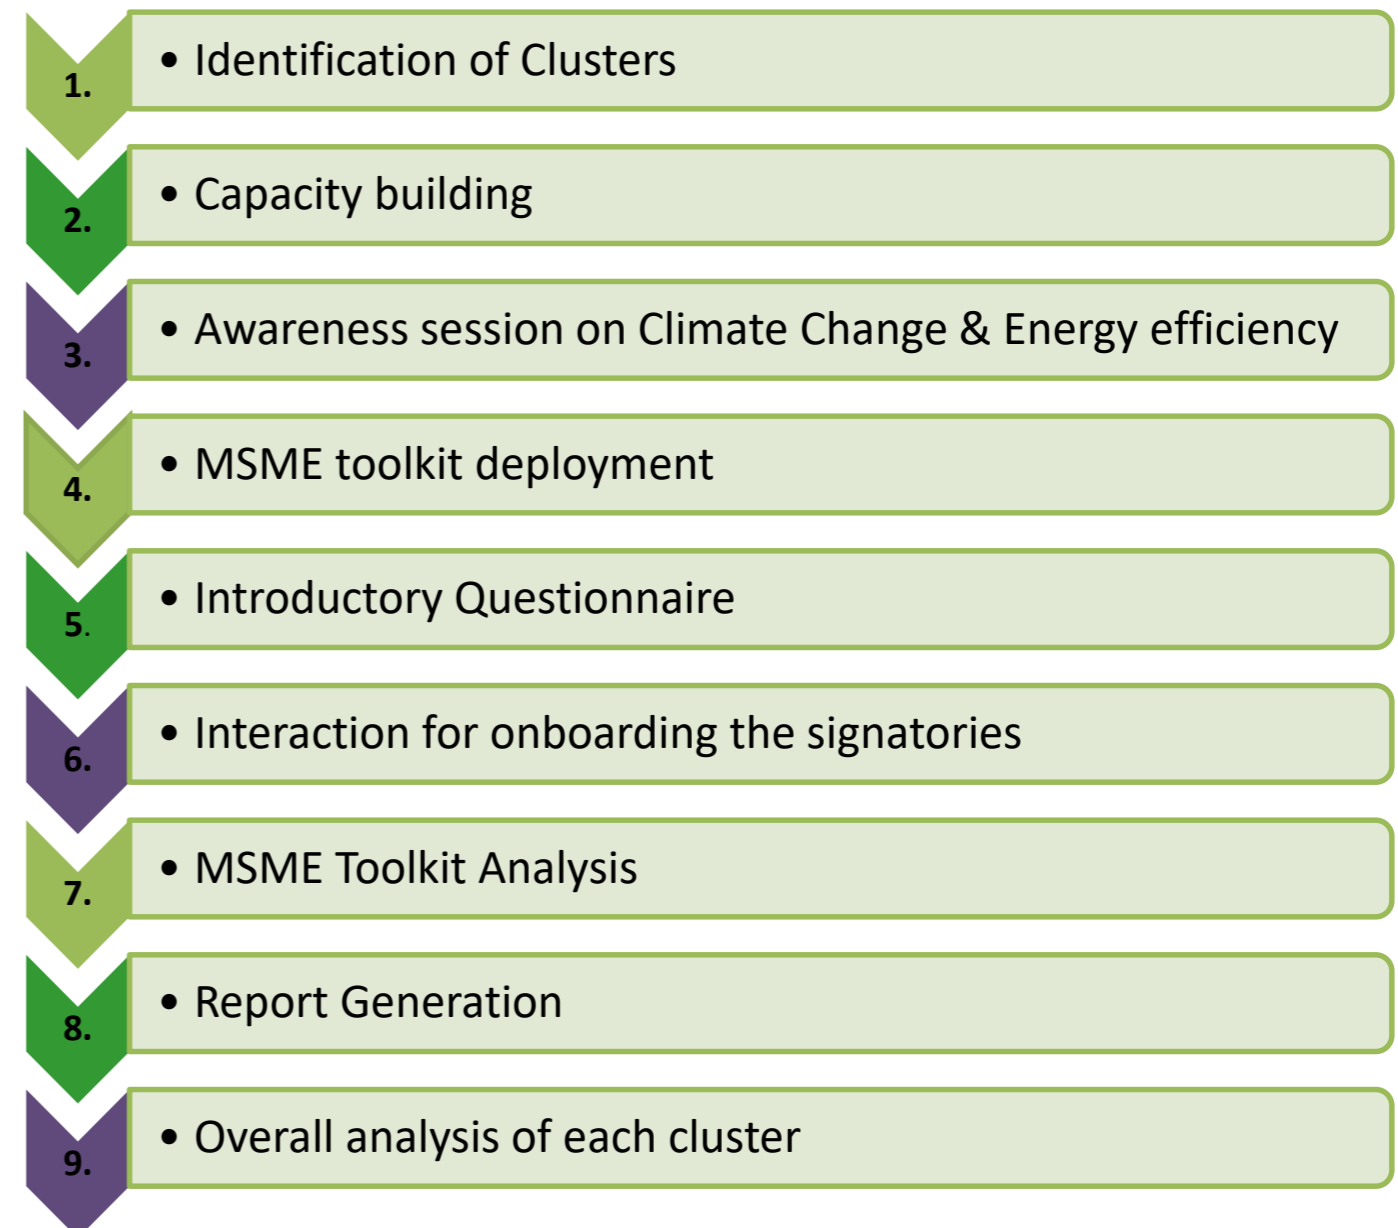 1. • Identification of Clusters
2. • Capacity building
3. • Awareness session on Climate Change & Energy efficiency
4. • MSME toolkit deployment
5. • Introductory Questionnaire
6. • Interaction for onboarding the signatories
7. • MSME Toolkit Analysis
8. • Report Generation
9. • Overall analysis of each cluster